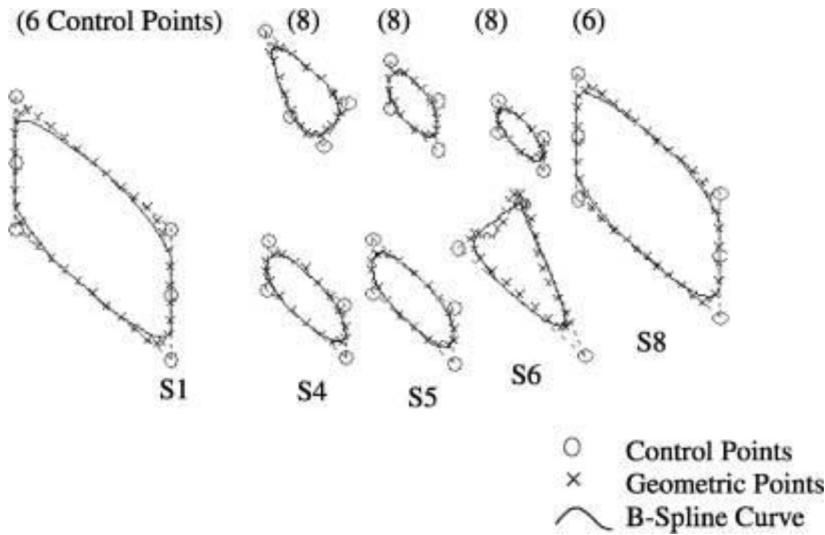 (6 Control Points) (8) (8) (8) (6)
S1 S4 S5 S6 S8
Control Points
Geometric Points
B-Spline Curve